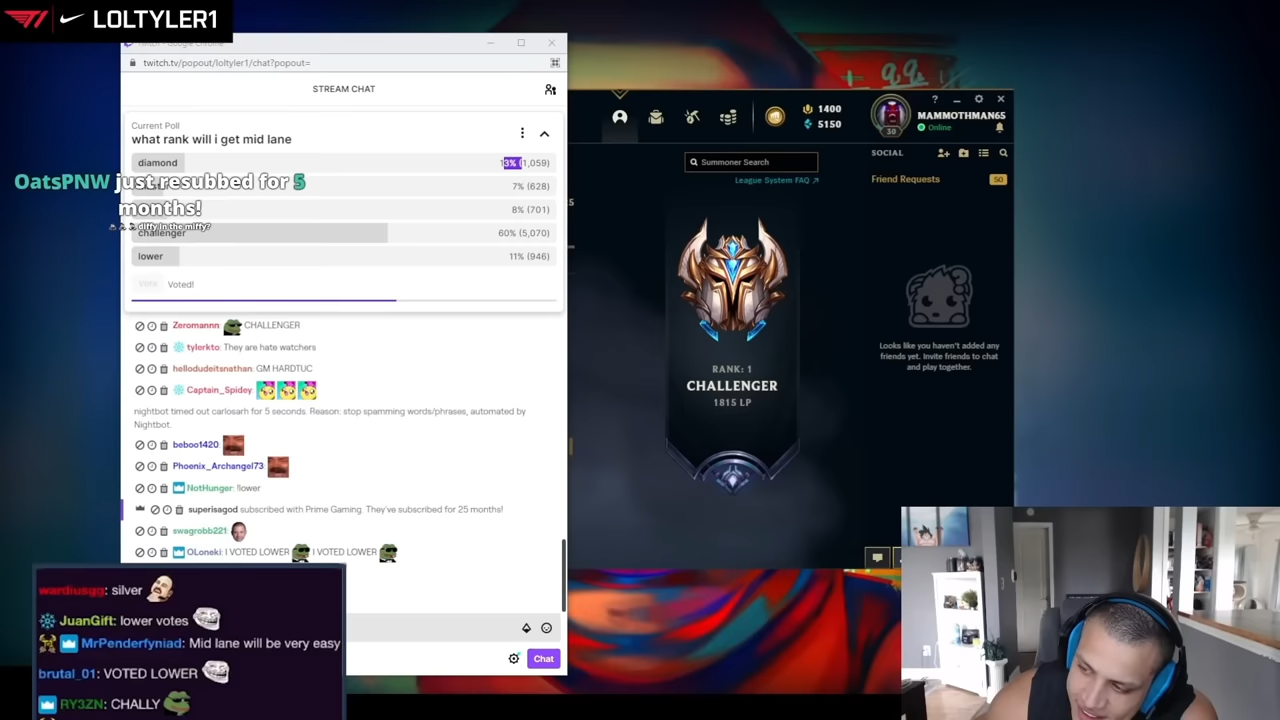 LOLTYLER1
twitch.tv/popout/loltyler1/chat?popout=
STREAM CHAT
Current Poll
what rank will i get mid lane
diamond 13% (1,059)
7% (628)
8% (701)
challenger 60% (5,070)
lower 11% (946)
Vote Voted!
OatsPNW just resubbed for 5
months!
diffy in the miffy?
Zeromannn: CHALLENGER
tylerkto: They are hate watchers
hellodudeitsnathan: GM HARDTUC
Captain_Spidey:
nightbot timed out carlosarh for 5 seconds. Reason: stop spamming words/phrases, automated by
Nightbot.
beboo1420:
Phoenix_Archangel73:
NotHunger: !lower
superisagod subscribed with Prime Gaming. They've subscribed for 25 months!
swagrobb221:
OLoneki: I VOTED LOWER I VOTED LOWER
Chat
wardiusgg: silver
JuanGift: lower votes
MrPenderfyniad: Mid lane will be very easy
brutal_01: VOTED LOWER
RY3ZN: CHALLY
1400
5150
30
MAMMOTHMAN65
Online
Summoner Search
League System FAQ
SOCIAL
Friend Requests 50
RANK: 1
CHALLENGER
1815 LP
Looks like you haven't added any
friends yet. Invite friends to chat
and play together.